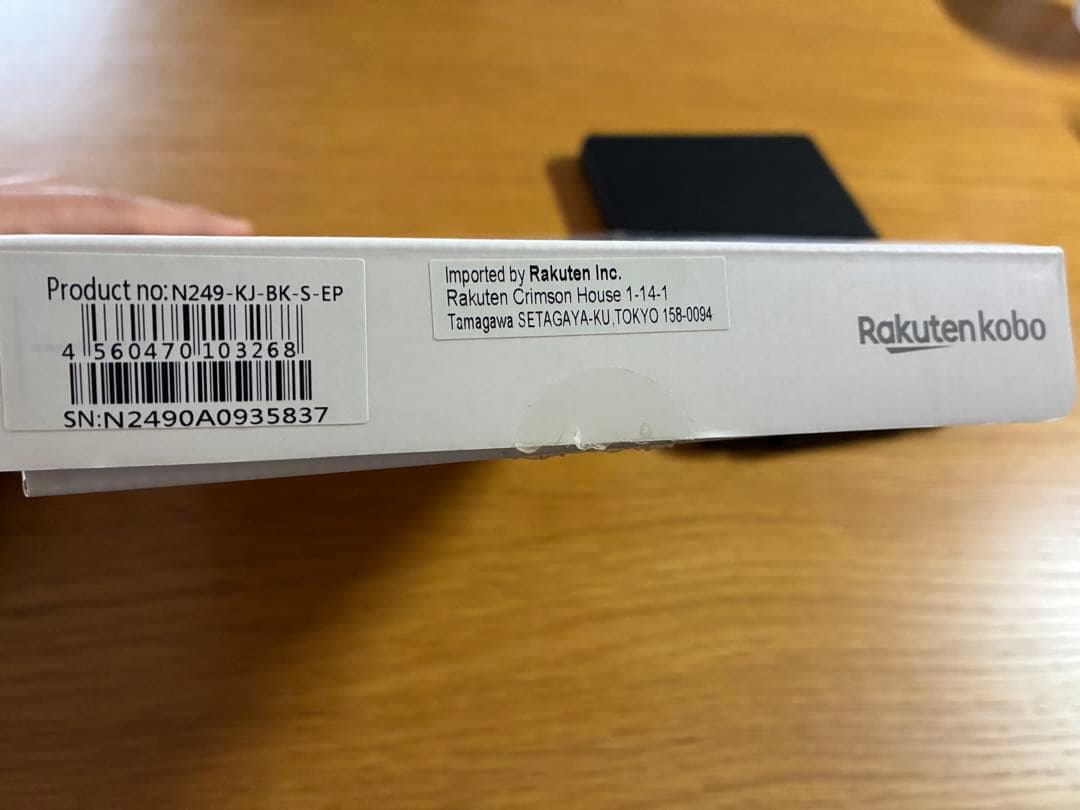 Product no:N249-KJ-BK-S-EP
4 560470 103268
SN:N2490A0935837
Imported by Rakuten Inc.
Rakuten Crimson House 1-14-1
Tamagawa SETAGAYA-KU,TOKYO 158-0094
Rakuten kobo